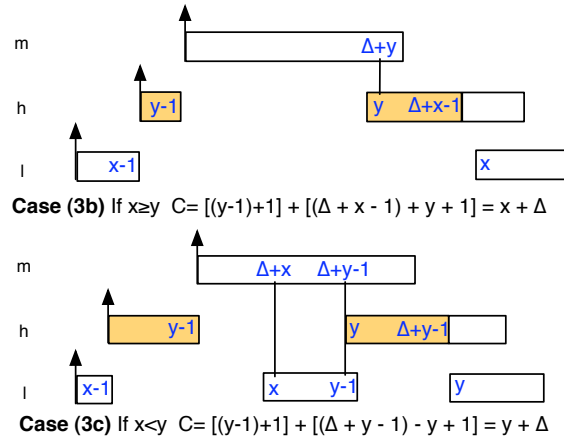 m
Δ+y
h
y-1
y Δ+x-1
l
x-1
x
Case (3b) If x≥y C= [(y-1)+1] + [(Δ + x - 1) + y + 1] = x + Δ
m
Δ+x Δ+y-1
h
y-1
y Δ+y-1
l
x-1
x y-1
y
Case (3c) If x<y C= [(y-1)+1] + [(Δ + y - 1) - y + 1] = y + Δ